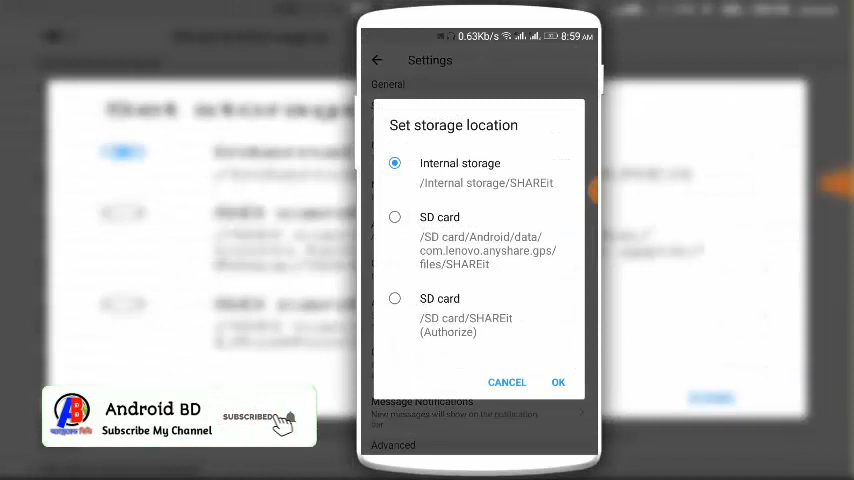 0.63Kb/s
8:59 AM
Settings
General
Set storage location
Internal storage
/Internal storage/SHAREit
SD card
/SD card/Android/data/
com.lenovo.anyshare.gps/
files/SHAREit
SD card
/SD card/SHAREit
(Authorize)
CANCEL
OK
Message Notifications
New messages will show on the notification
bar
Advanced
Android BD
Subscribe My Channel
SUBSCRIBED